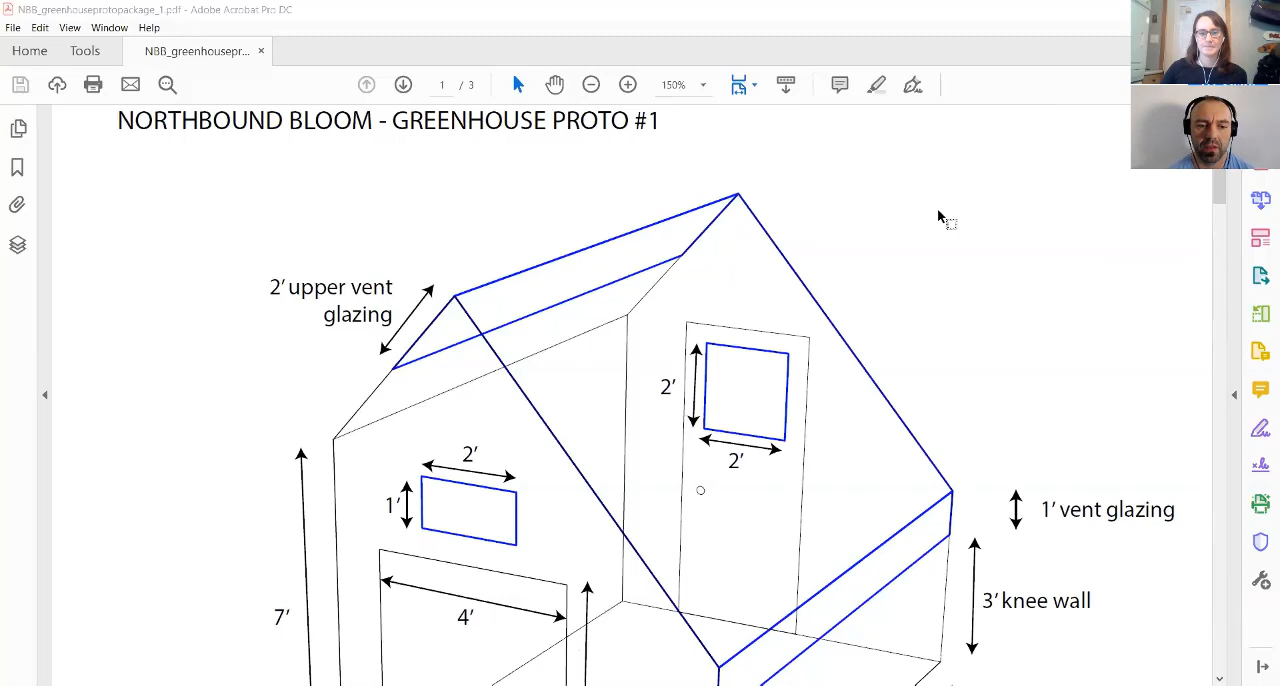 NBB_greenhouseprotopackage_1.pdf - Adobe Acrobat Pro DC
File Edit View Window Help
Home Tools NBB_greenhousepr... ×
1 / 3 150%
NORTHBOUND BLOOM - GREENHOUSE PROTO #1
2' upper vent
glazing
2'
2'
2'
1'
1' vent glazing
3' knee wall
7'
4'